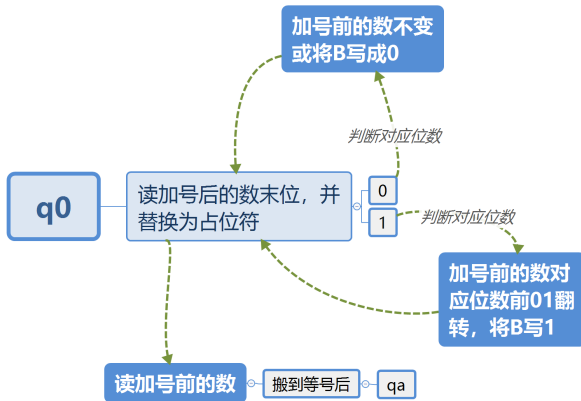 加号前的数不变
或将B写成0
判断对应位数
q0
读加号后的数末位，并
替换为占位符
0
1
判断对应位数
加号前的数对
应位数前01翻
转，将B写1
读加号前的数
搬到等号后
qa